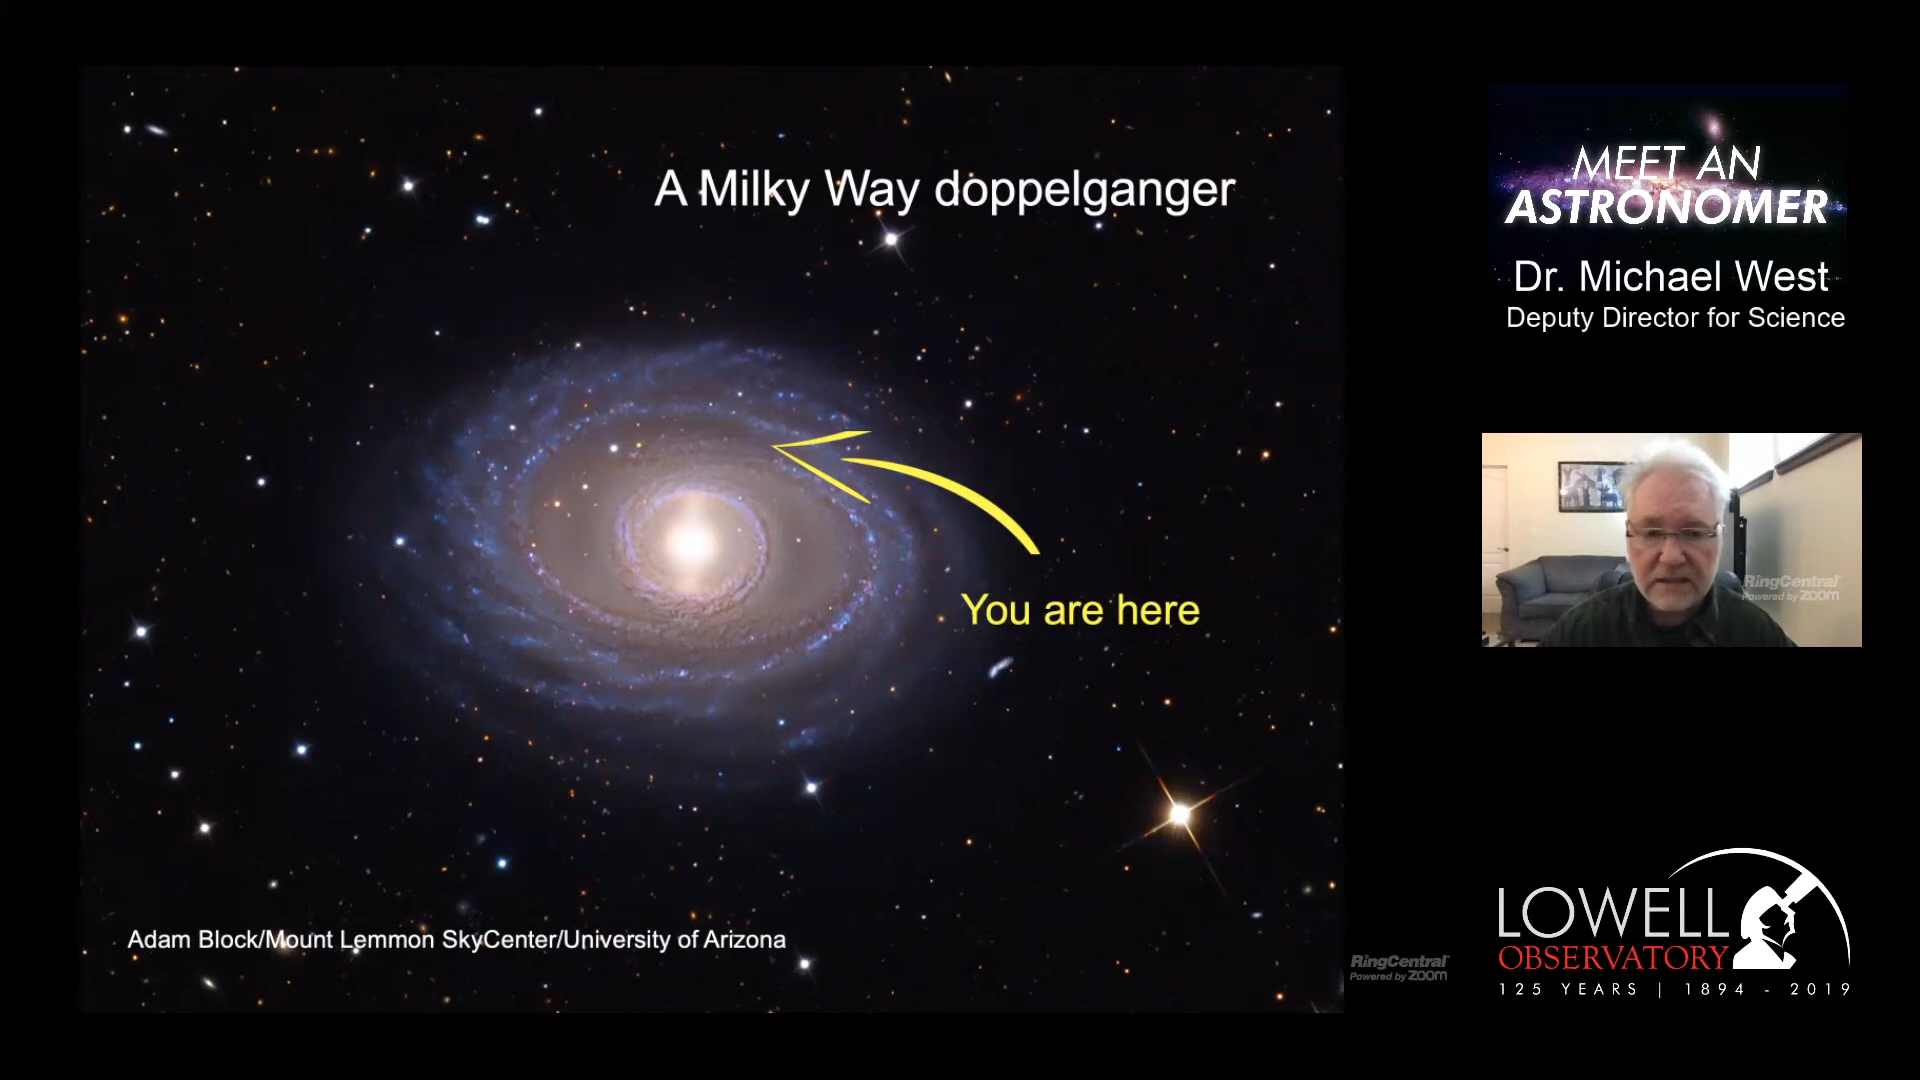 A Milky Way doppelganger
You are here
Adam Block/Mount Lemmon SkyCenter/University of Arizona
MEET AN
ASTRONOMER
Dr. Michael West
Deputy Director for Science
RingCentral
Powered by zoom
RingCentral
Powered by zoom
LOWELL
OBSERVATORY
125 YEARS | 1894 - 2019